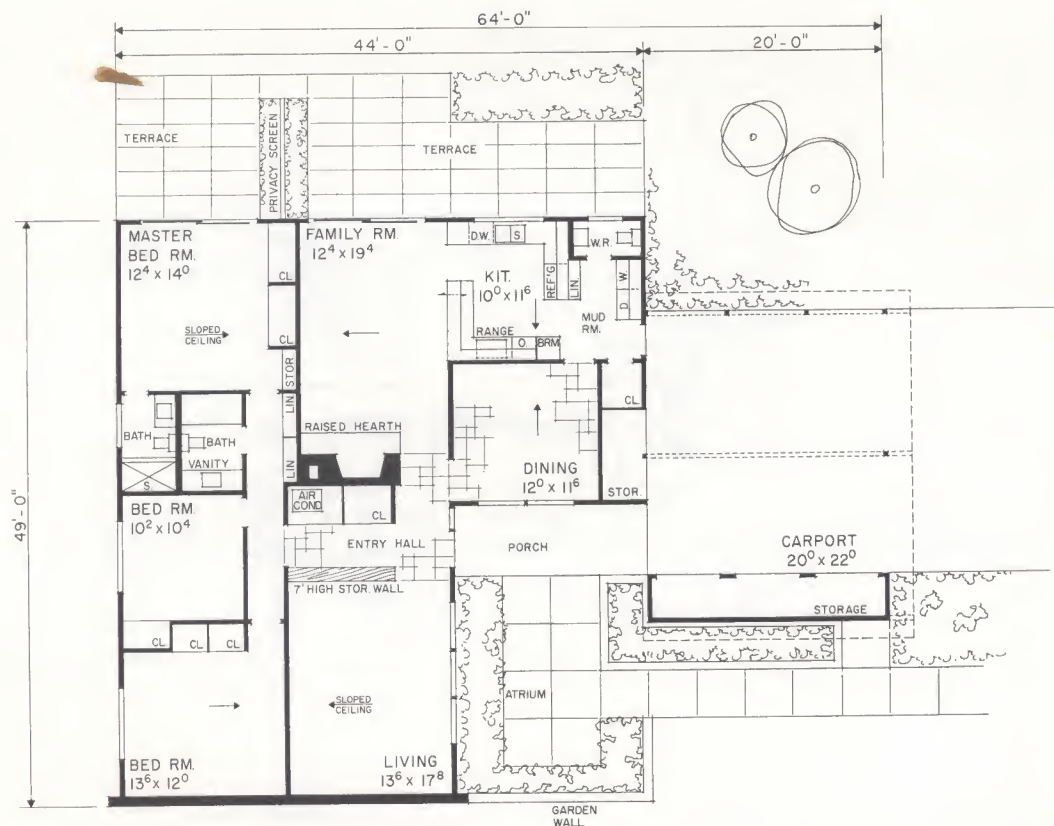 64'-0"
44'-0"
20'-0"
TERRACE
PRIVACY SCREEN
TERRACE
MASTER
BED RM.
12⁴ x 14⁰
CL
FAMILY RM.
12⁴ x 19⁴
D.W.
S.
W.R.
KIT.
10⁰ x 11⁶
REF'G
LIN.
W.
D.
MUD
RM.
SLOPED
CEILING
CL
RANGE
O.
BRM
STOR
CL
LIN
RAISED HEARTH
BATH
BATH
VANITY
LIN
S.
DINING
12⁰ x 11⁶
STOR.
49'-0"
BED RM.
10² x 10⁴
AIR
COND
CL
ENTRY HALL
PORCH
CARPORT
20⁰ x 22⁰
7' HIGH STOR. WALL
STORAGE
CL
CL
CL
SLOPED
CEILING
ATRIUM
BED RM.
13⁶ x 12⁰
LIVING
13⁶ x 17⁸
GARDEN
WALL